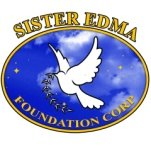 SISTER EDMA
FOUNDATION CORP